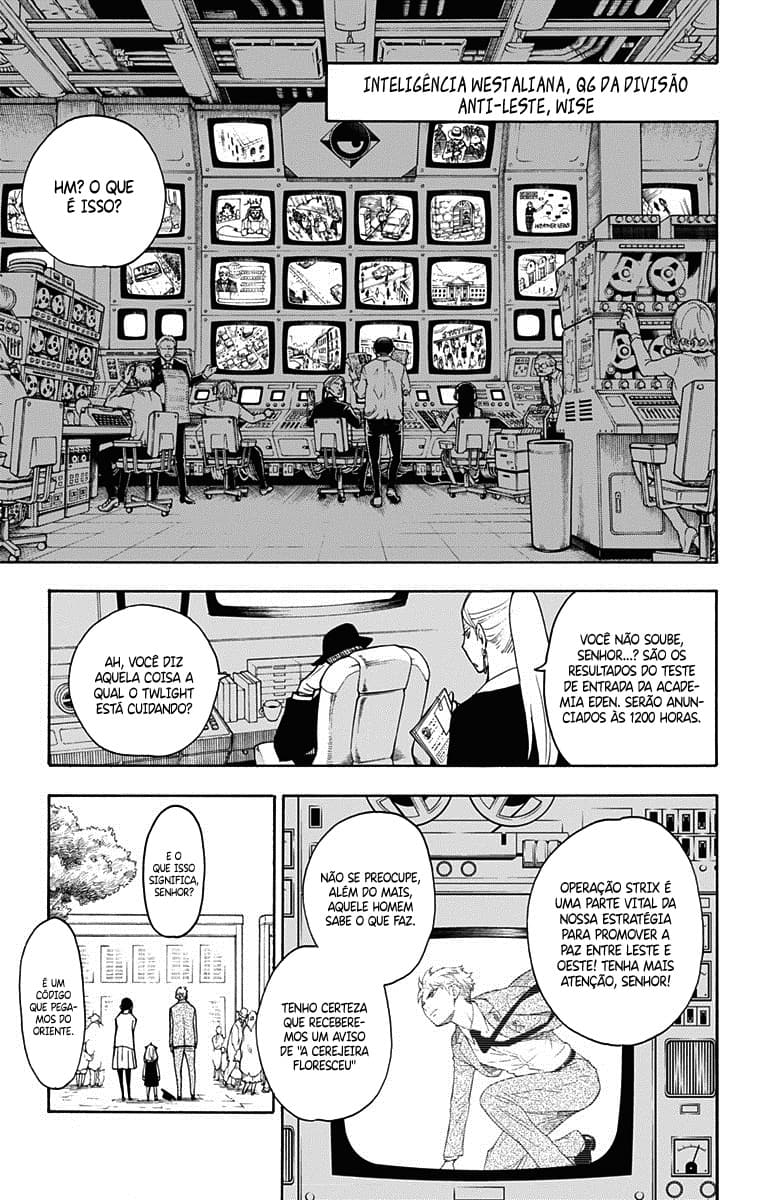 INTELIGÊNCIA WESTALIANA, QG DA DIVISÃO
ANTI-LESTE, WISE
HM? O QUE
É ISSO?
WEATHER NEWS
VOCÊ NÃO SOUBE,
SENHOR...? SÃO OS
RESULTADOS DO TESTE
DE ENTRADA DA ACADE-
MIA EDEN. SERÃO ANUN-
CIADOS ÀS 1200 HORAS.
AH, VOCÊ DIZ
AQUELA COISA A
QUAL O TWLIGHT
ESTÁ CUIDANDO?
OPERAÇÃO STRIX É
UMA PARTE VITAL DA
NOSSA ESTRATÉGIA
PARA PROMOVER A
PAZ ENTRE LESTE E
OESTE! TENHA MAIS
ATENÇÃO, SENHOR!
NÃO SE PREOCUPE,
ALÉM DO MAIS,
AQUELE HOMEM
SABE O QUE FAZ.
TENHO CERTEZA
QUE RECEBERE-
MOS UM AVISO
DE "A CEREJEIRA
FLORESCEU"
E O
QUE ISSO
SIGNIFICA,
SENHOR?
É UM
CÓDIGO
QUE PEGA-
MOS DO
ORIENTE.